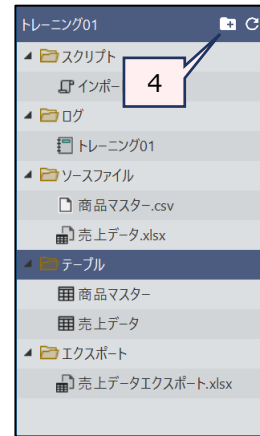 トレーニング01
スクリプト
インポー
4
ログ
トレーニング01
ソースファイル
商品マスター.csv
売上データ.xlsx
テーブル
商品マスター
売上データ
エクスポート
売上データエクスポート.xlsx